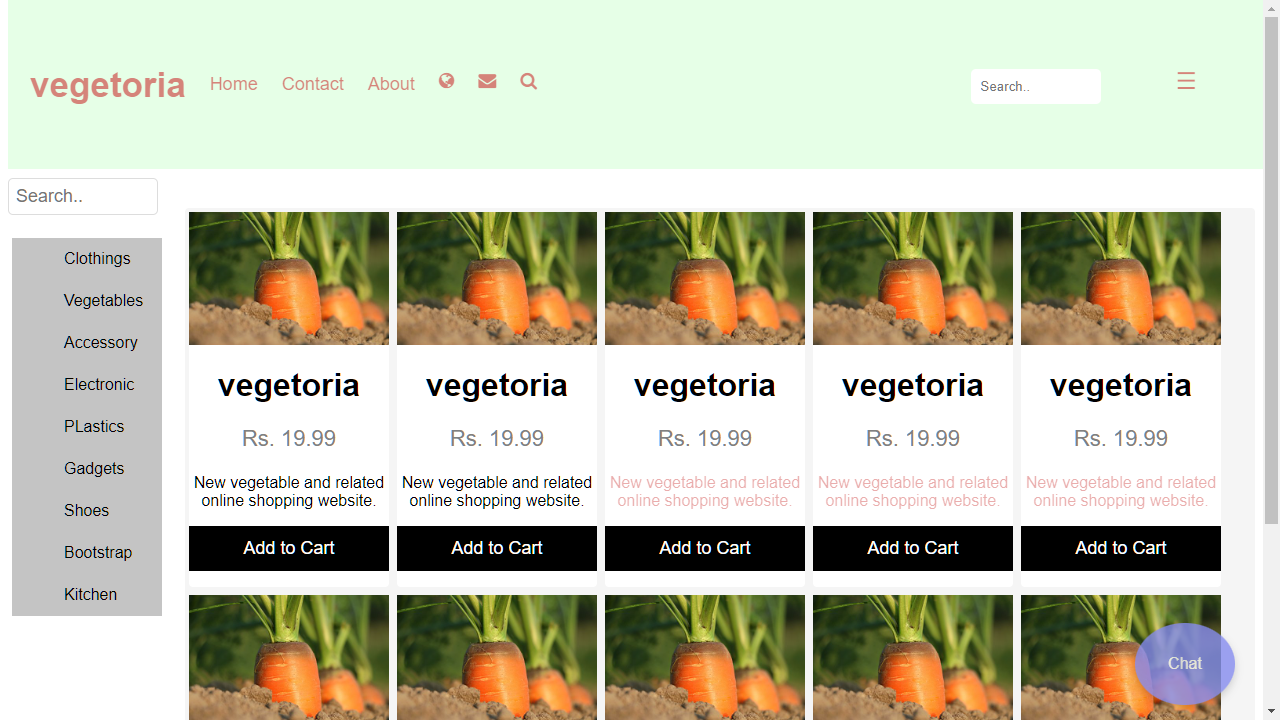 vegetoria Home Contact About Search.. ☰
Search..
Clothings
Vegetables
Accessory
Electronic
PLastics
Gadgets
Shoes
Bootstrap
Kitchen
vegetoria
Rs. 19.99
New vegetable and related
online shopping website.
Add to Cart
vegetoria
Rs. 19.99
New vegetable and related
online shopping website.
Add to Cart
vegetoria
Rs. 19.99
New vegetable and related
online shopping website.
Add to Cart
vegetoria
Rs. 19.99
New vegetable and related
online shopping website.
Add to Cart
vegetoria
Rs. 19.99
New vegetable and related
online shopping website.
Add to Cart
Chat